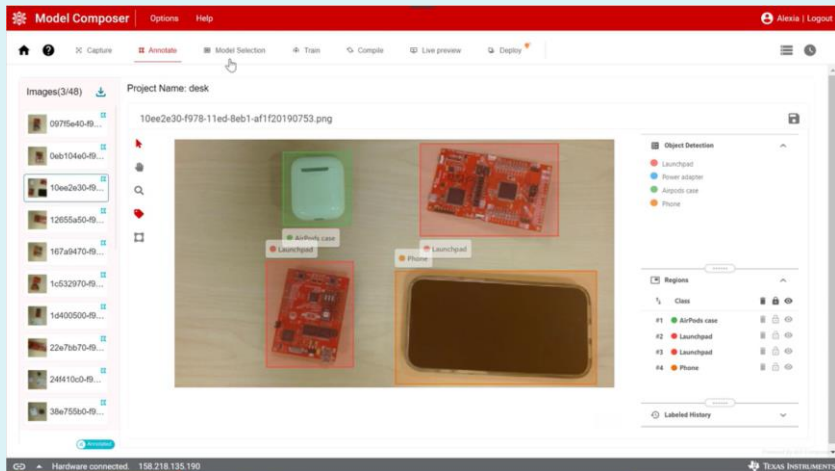 Model Composer Options Help Alexia | Logout
Capture Annotate Model Selection Train Compile Live preview Deploy
Images(3/48) Project Name: desk
10ee2e30-f978-11ed-8eb1-af1f20190753.png
097f5e40-f9...
0eb104e0-f9...
10ee2e30-f9...
12655a50-f9...
167a9470-f9...
1c532970-f9...
1d400500-f9...
22e7bb70-f9...
24f410c0-f9...
38e755b0-f9...
Annotated
AirPods case
Launchpad
Launchpad
Phone
Object Detection
Launchpad
Power adapter
Airpods case
Phone
Regions
Class
#1 AirPods case
#2 Launchpad
#3 Launchpad
#4 Phone
Labeled History
Hardware connected. 158.218.135.190 TEXAS INSTRUMENTS